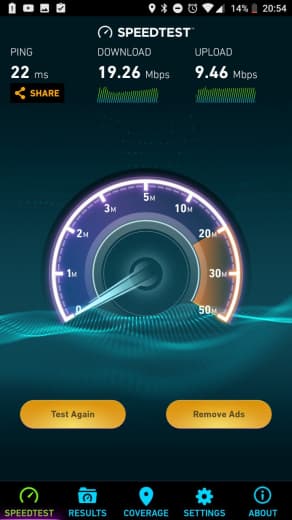 14% 20:54
SPEEDTEST
PING DOWNLOAD UPLOAD
22 ms 19.26 Mbps 9.46 Mbps
SHARE
5M
3M 10M
2M 20M
1M 30M
0 50M
Test Again Remove Ads
SPEEDTEST RESULTS COVERAGE SETTINGS ABOUT